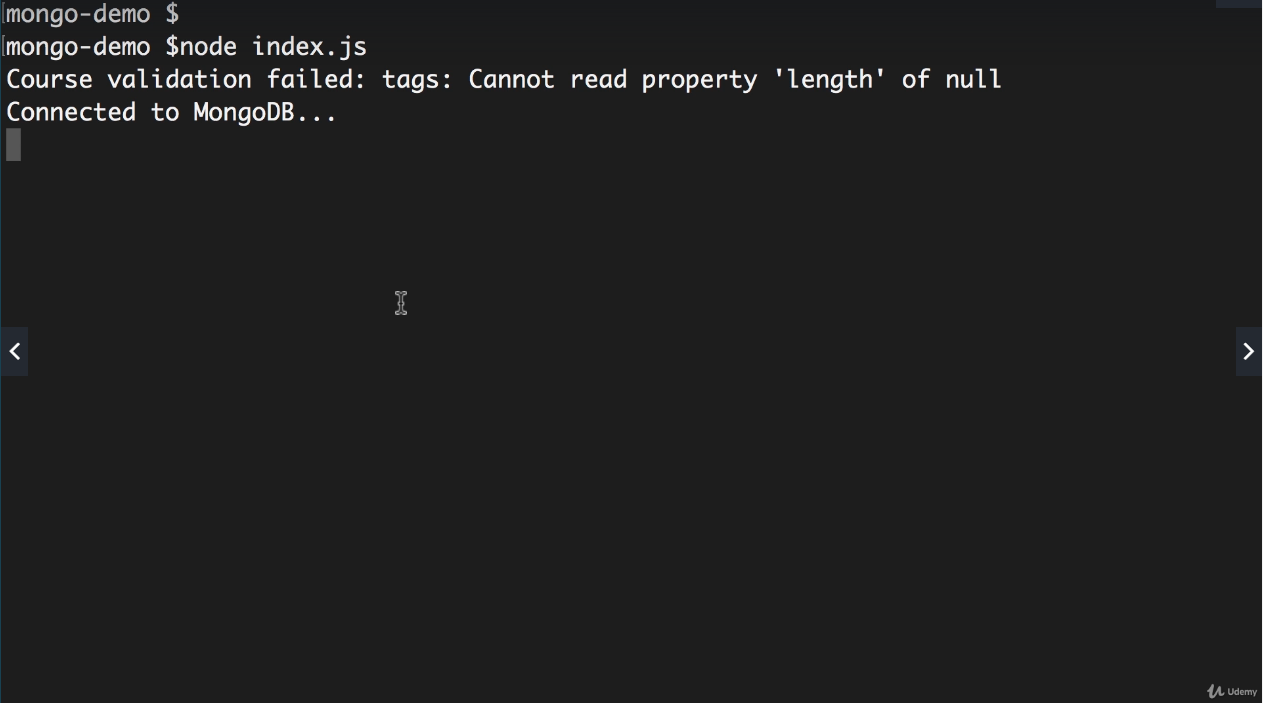 [mongo-demo $
[mongo-demo $node index.js
Course validation failed: tags: Cannot read property 'length' of null
Connected to MongoDB...
Udemy